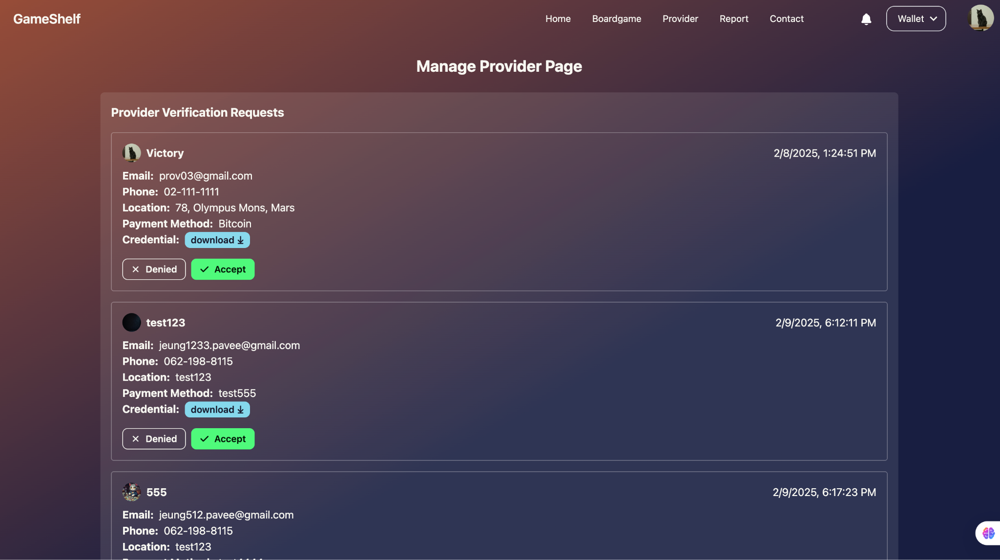 GameShelf Home Boardgame Provider Report Contact Wallet
Manage Provider Page
Provider Verification Requests
Victory 2/8/2025, 1:24:51 PM
Email: prov03@gmail.com
Phone: 02-111-1111
Location: 78, Olympus Mons, Mars
Payment Method: Bitcoin
Credential: download
Denied Accept
test123 2/9/2025, 6:12:11 PM
Email: jeung1233.pavee@gmail.com
Phone: 062-198-8115
Location: test123
Payment Method: test555
Credential: download
Denied Accept
555 2/9/2025, 6:17:23 PM
Email: jeung512.pavee@gmail.com
Phone: 062-198-8115
Location: test123